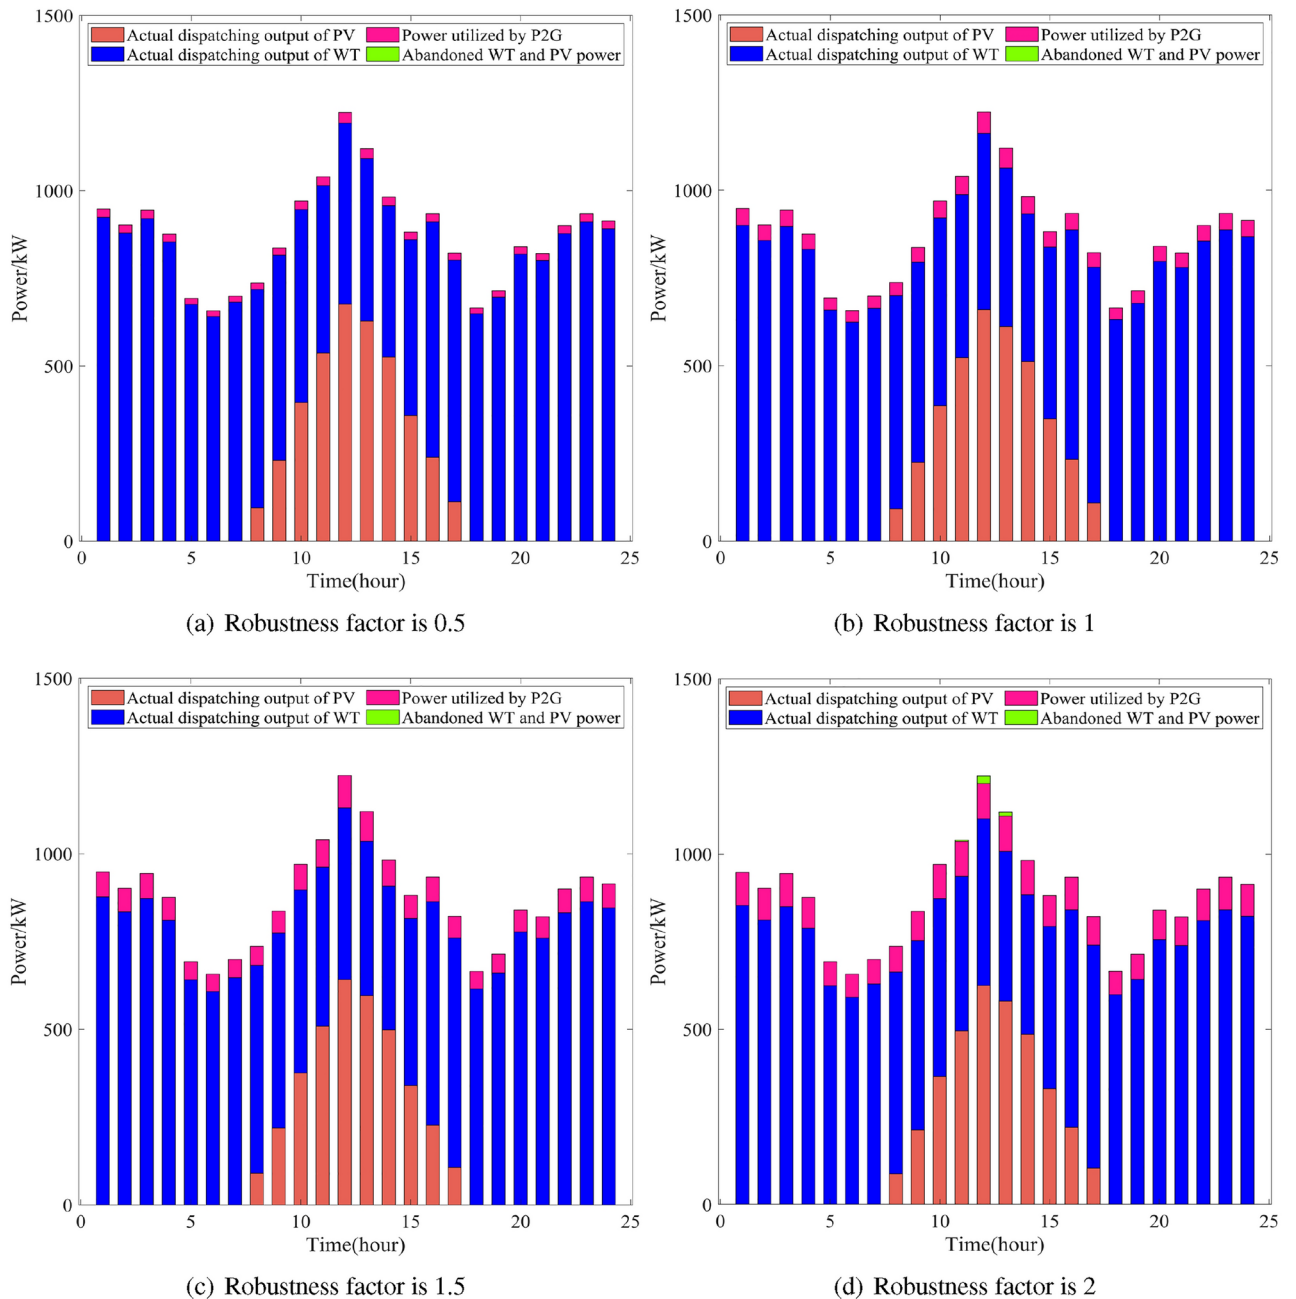 1500
Actual dispatching output of PV Power utilized by P2G
Actual dispatching output of WT Abandoned WT and PV power
1000
Power/kW
500
0
0 5 10 15 20 25
Time(hour)
(a) Robustness factor is 0.5
1500
Actual dispatching output of PV Power utilized by P2G
Actual dispatching output of WT Abandoned WT and PV power
1000
Power/kW
500
0
0 5 10 15 20 25
Time(hour)
(b) Robustness factor is 1
1500
Actual dispatching output of PV Power utilized by P2G
Actual dispatching output of WT Abandoned WT and PV power
1000
Power/kW
500
0
0 5 10 15 20 25
Time(hour)
(c) Robustness factor is 1.5
1500
Actual dispatching output of PV Power utilized by P2G
Actual dispatching output of WT Abandoned WT and PV power
1000
Power/kW
500
0
0 5 10 15 20 25
Time(hour)
(d) Robustness factor is 2